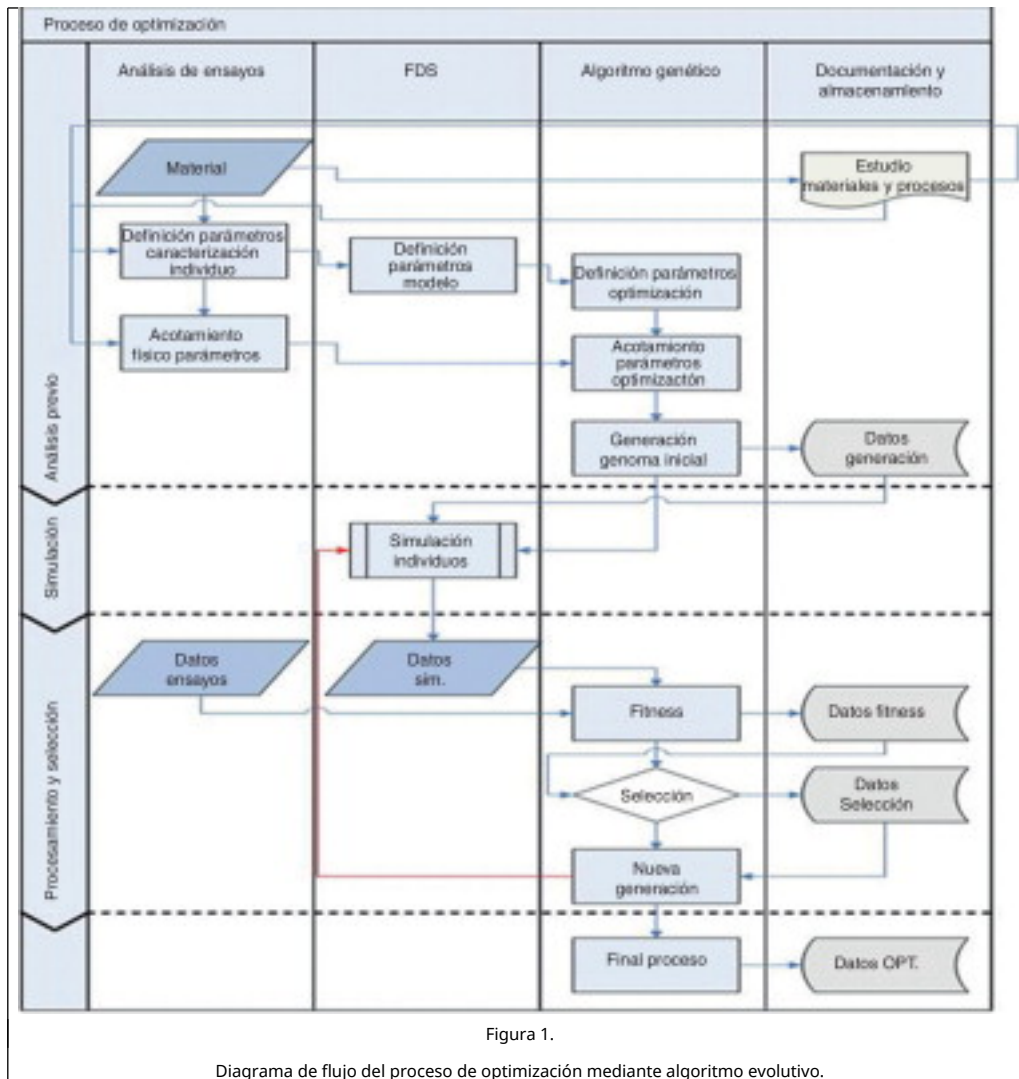 Proceso de optimización
Análisis de ensayos
FDS
Algoritmo genético
Documentación y
almacenamiento
Análisis previo
Material
Estudio
materiales y procesos
Definición parámetros
caracterización
individuo
Definición
parámetros
modelo
Definición parámetros
optimización
Acotamiento
físico parámetros
Acotamiento
parámetros
optimización
Generación
genoma inicial
Datos
generación
Simulación
Simulación
individuos
Procesamiento y selección
Datos
ensayos
Datos
sim.
Fitness
Datos fitness
Selección
Datos
Selección
Nueva
generación
Final proceso
Datos OPT.
Figura 1.
Diagrama de flujo del proceso de optimización mediante algoritmo evolutivo.